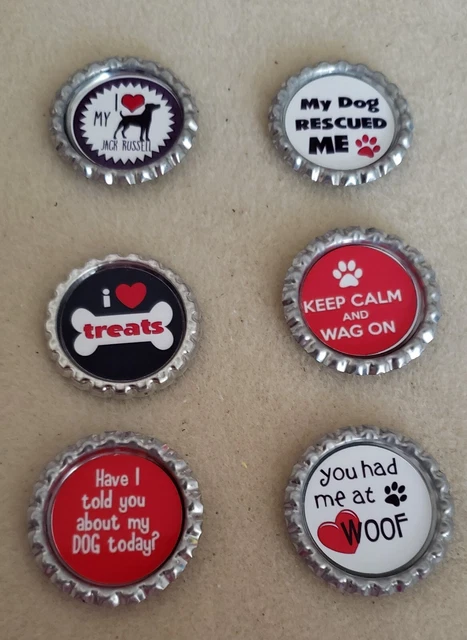 I
MY
JACK RUSSELL
My Dog
RESCUED
ME
i
treats
KEEP CALM
AND
WAG ON
Have I
told you
about my
DOG today?
you had
me at
WOOF